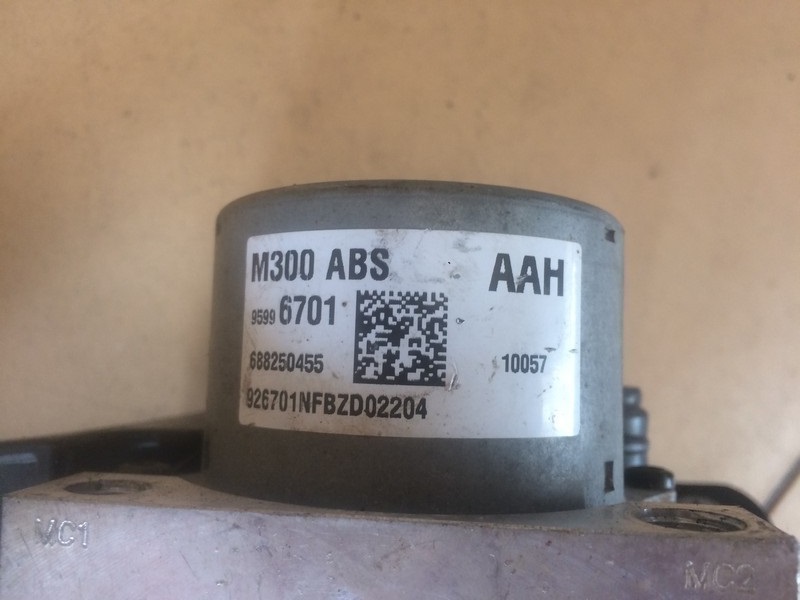 M300 ABS AAH
9599 6701
688250455 10057
926701NFBZD02204
MC1 MC2